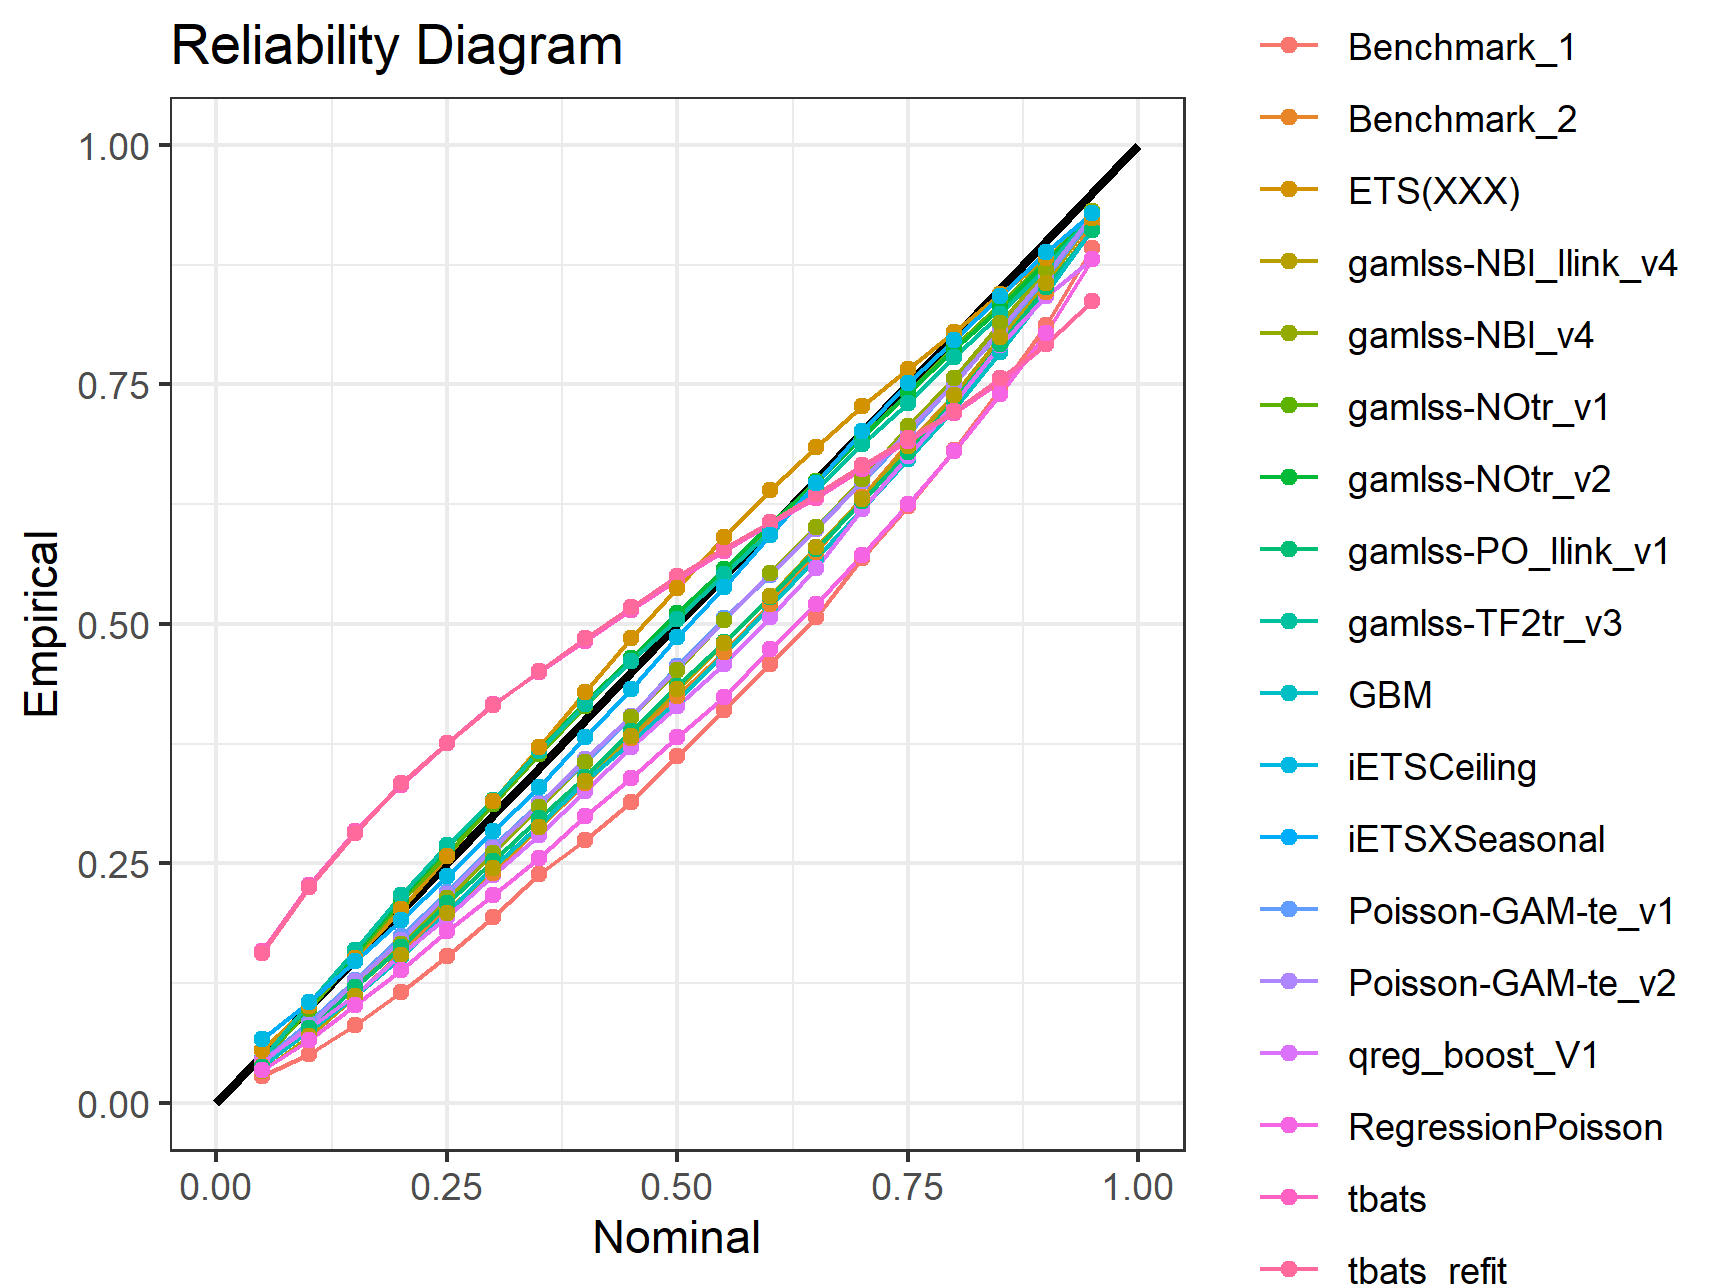 Reliability Diagram
1.00
0.75
0.50
0.25
0.00
Empirical
0.00 0.25 0.50 0.75 1.00
Nominal
Benchmark_1
Benchmark_2
ETS(XXX)
gamlss-NBI_llink_v4
gamlss-NBI_v4
gamlss-NOtr_v1
gamlss-NOtr_v2
gamlss-PO_llink_v1
gamlss-TF2tr_v3
GBM
iETSCeiling
iETSXSeasonal
Poisson-GAM-te_v1
Poisson-GAM-te_v2
qreg_boost_V1
RegressionPoisson
tbats
tbats_refit